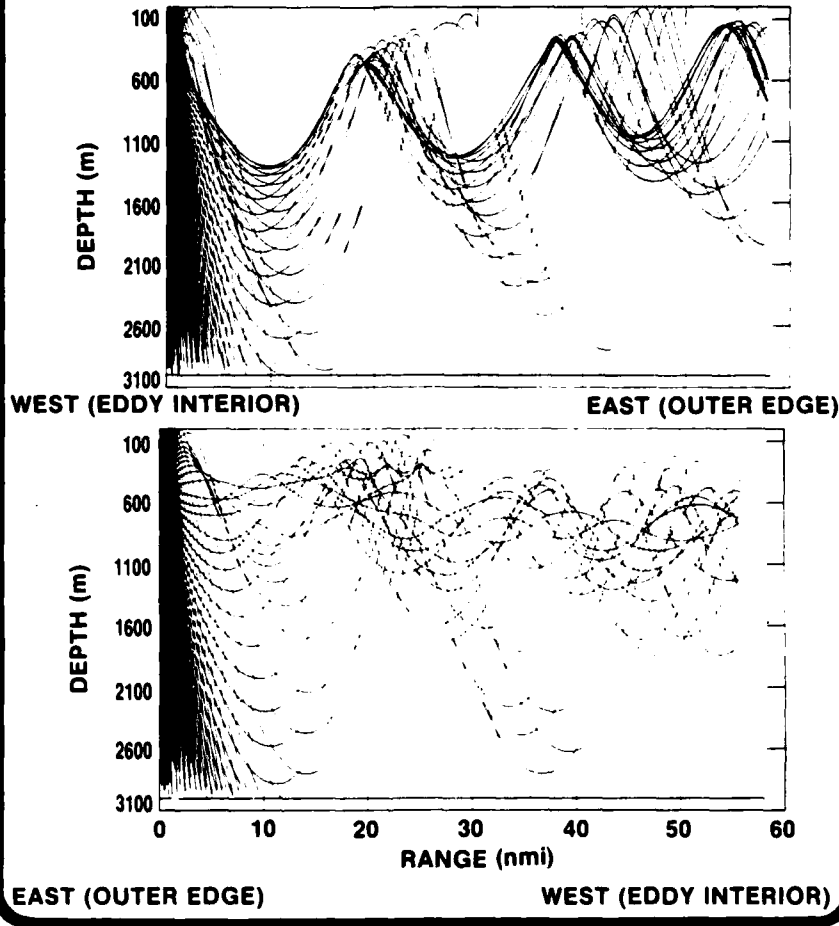 100
600
1100
1600
2100
2600
3100
DEPTH (m)
WEST (EDDY INTERIOR) EAST (OUTER EDGE)
100
600
1100
1600
2100
2600
3100
DEPTH (m)
0 10 20 30 40 50 60
RANGE (nmi)
EAST (OUTER EDGE) WEST (EDDY INTERIOR)